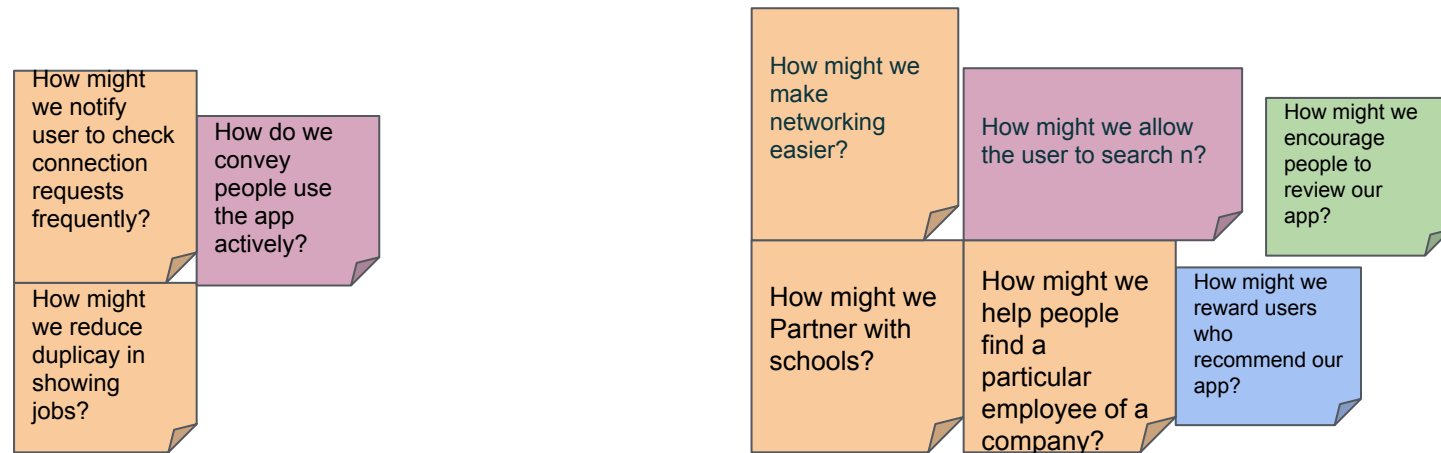 How might
we notify
user to check
connection
requests
frequently?
How do we
convey
people use
the app
actively?
How might
we reduce
duplicay in
showing
jobs?
How might we
make
networking
easier?
How might we allow
the user to search n?
How might we
encourage
people to
review our
app?
How might we
Partner with
schools?
How might we
help people
find a
particular
employee of a
company?
How might we
reward users
who
recommend our
app?